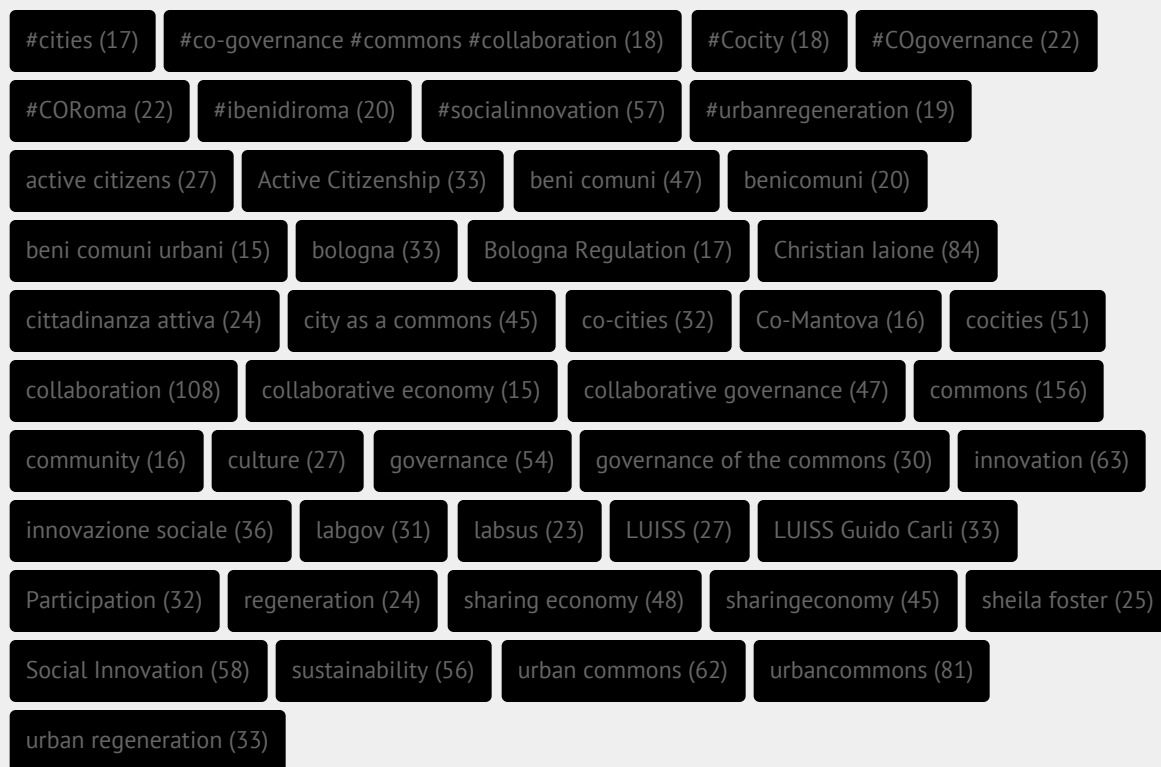 #cities (17) #co-governance #commons #collaboration (18) #Cocity (18) #COgovernance (22)
#CORoma (22) #ibenidiroma (20) #socialinnovation (57) #urbanregeneration (19)
active citizens (27) Active Citizenship (33) beni comuni (47) benicomuni (20)
beni comuni urbani (15) bologna (33) Bologna Regulation (17) Christian Iaione (84)
cittadinanza attiva (24) city as a commons (45) co-cities (32) Co-Mantova (16) cocities (51)
collaboration (108) collaborative economy (15) collaborative governance (47) commons (156)
community (16) culture (27) governance (54) governance of the commons (30) innovation (63)
innovazione sociale (36) labgov (31) labsus (23) LUISS (27) LUISS Guido Carli (33)
Participation (32) regeneration (24) sharing economy (48) sharingeconomy (45) sheila foster (25)
Social Innovation (58) sustainability (56) urban commons (62) urbancommons (81)
urban regeneration (33)